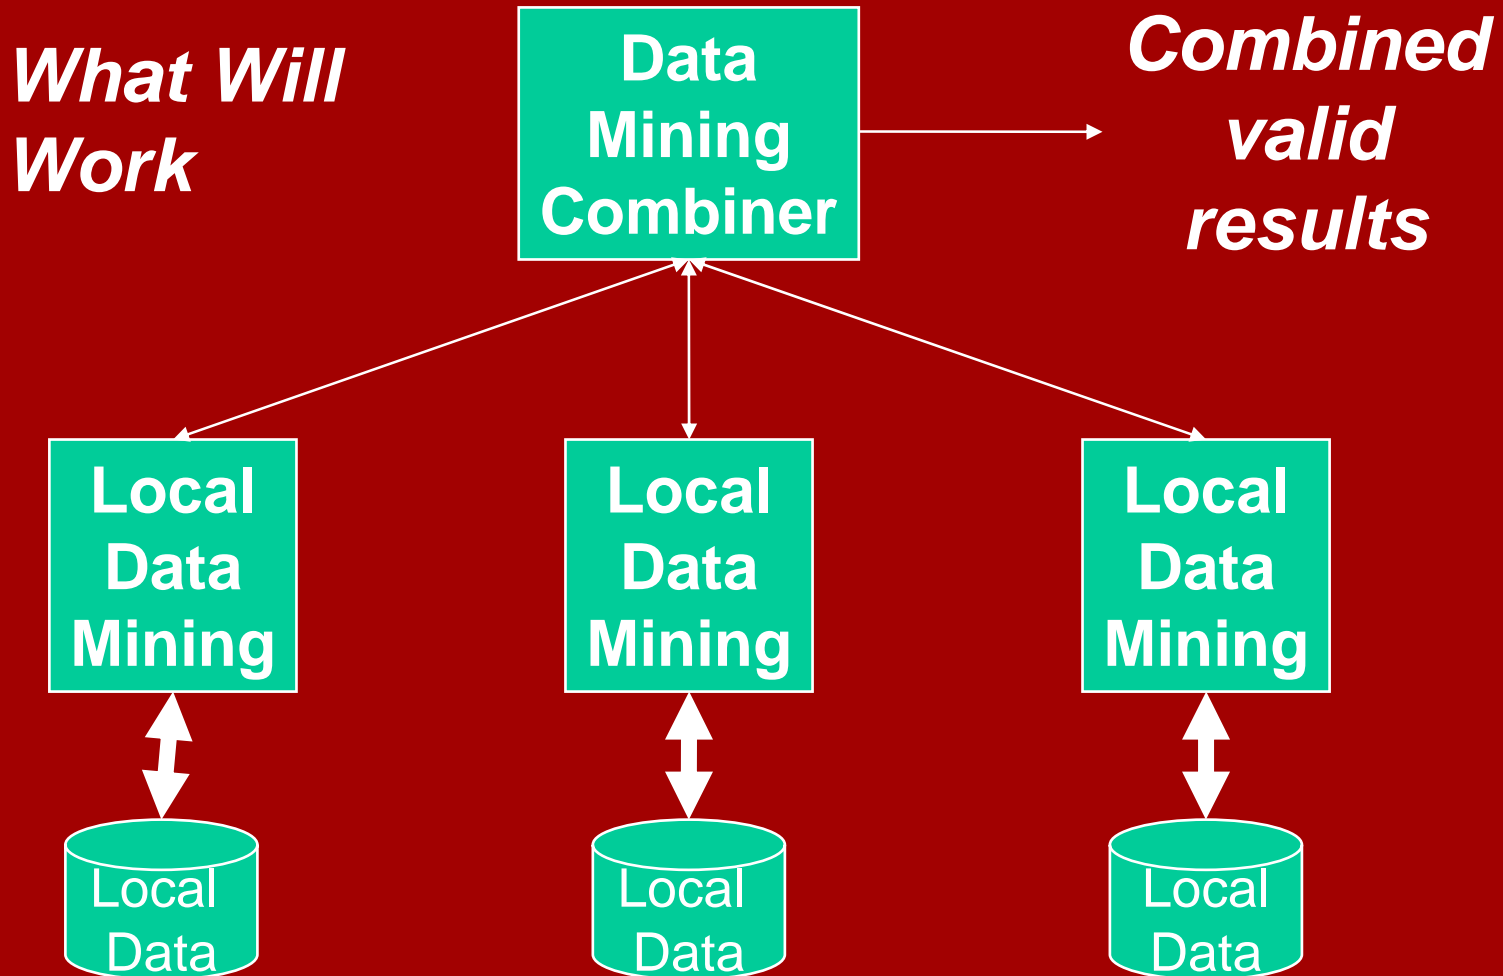 What Will
Work
Data
Mining
Combiner
Combined
valid
results
Local
Data
Mining
Local
Data
Mining
Local
Data
Mining
Local
Data
Local
Data
Local
Data